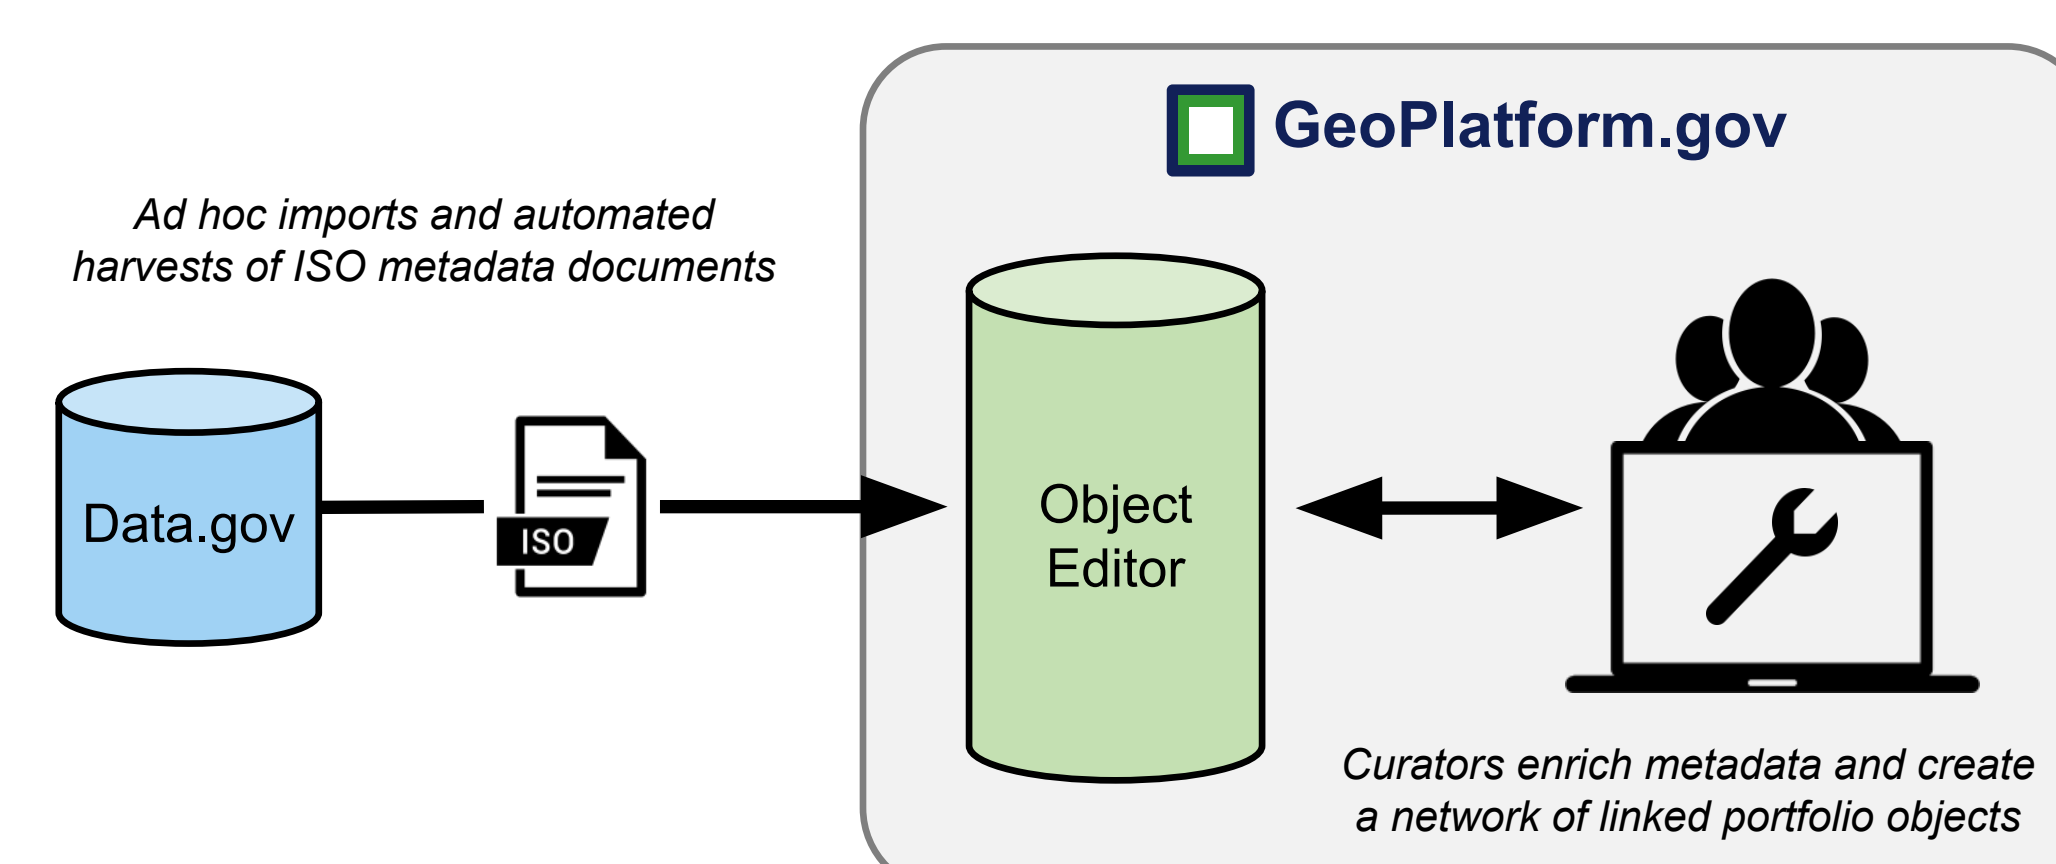 GeoPlatform.gov
Ad hoc imports and automated
harvests of ISO metadata documents
Data.gov
ISO
Object
Editor
Curators enrich metadata and create
a network of linked portfolio objects